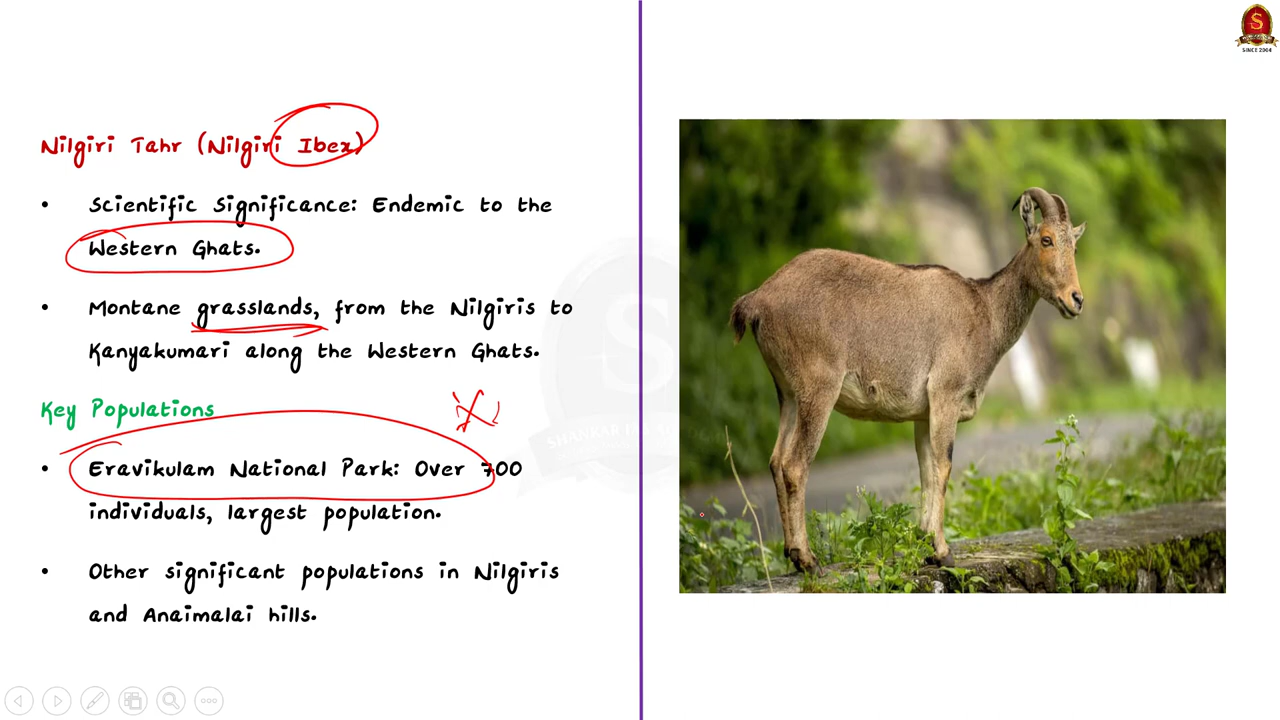 Nilgiri Tahr (Nilgiri Ibex)
• Scientific Significance: Endemic to the
Western Ghats.
• Montane grasslands, from the Nilgiris to
Kanyakumari along the Western Ghats.
Key Populations
• Eravikulam National Park: Over 700
individuals, largest population.
• Other significant populations in Nilgiris
and Anaimalai hills.
S
SINCE 2004